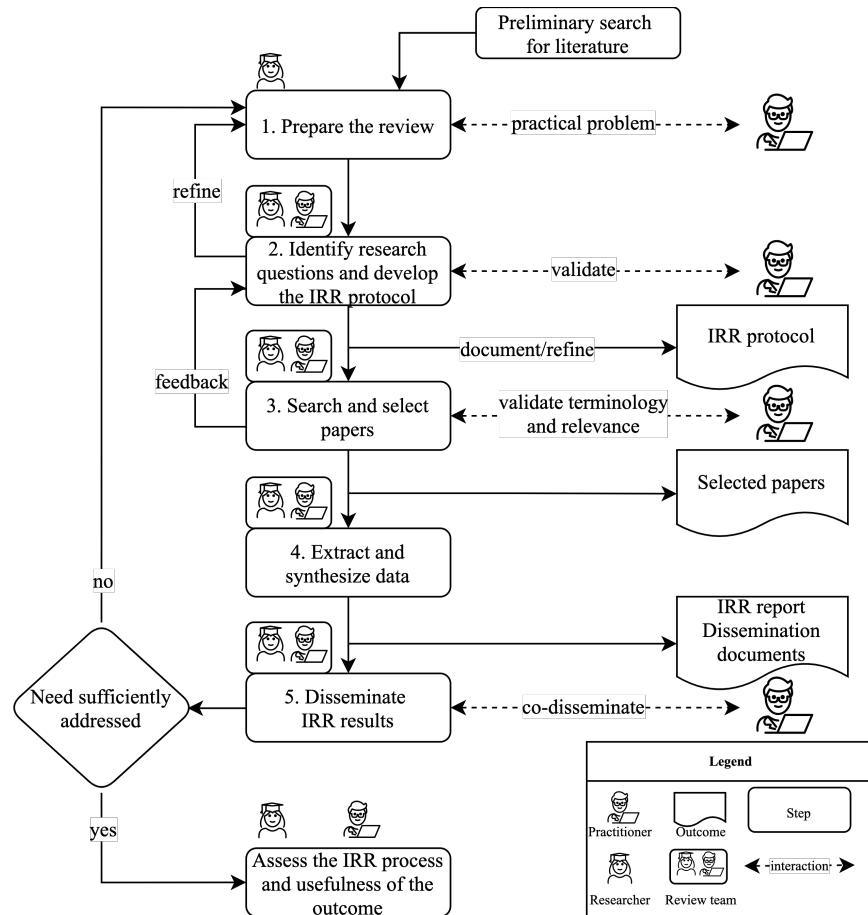 Preliminary search
for literature
1. Prepare the review
practical problem
refine
2. Identify research
questions and develop
the IRR protocol
validate
IRR protocol
document/refine
feedback
3. Search and select
papers
validate terminology
and relevance
Selected papers
4. Extract and
synthesize data
no
IRR report
Dissemination
documents
Need sufficiently
addressed
5. Disseminate
IRR results
co-disseminate
yes
Assess the IRR process
and usefulness of the
outcome
Legend
Practitioner
Outcome
Step
Researcher
Review team
interaction